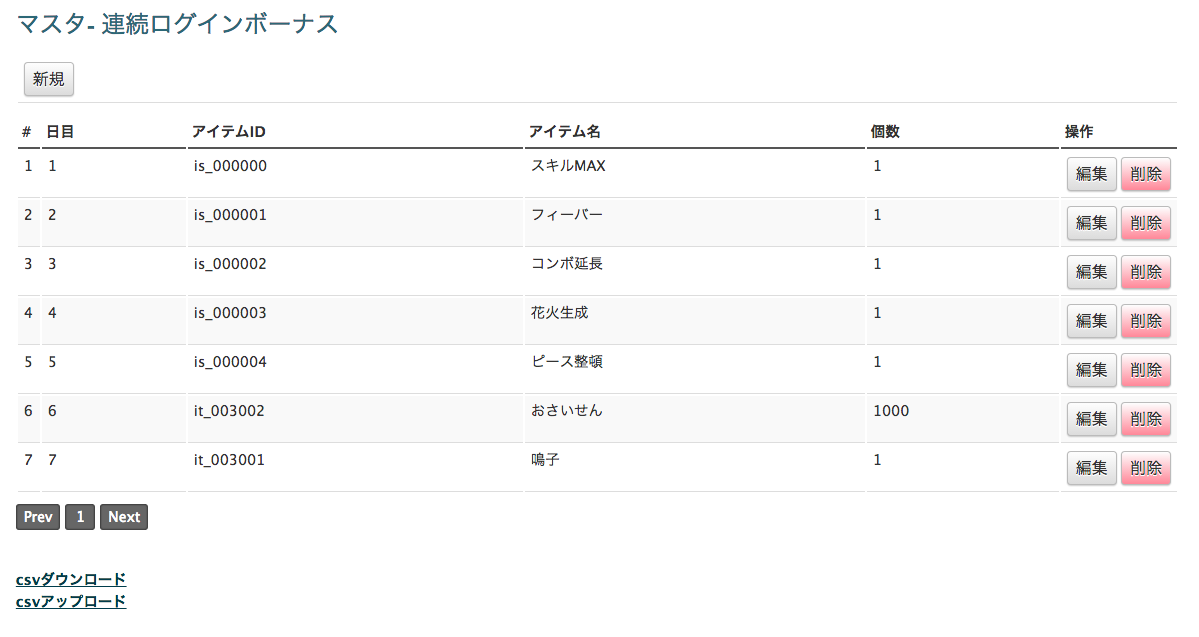 マスタ- 連続ログインボーナス
新規
# 日目 アイテムID アイテム名 個数 操作
1 1 is_000000 スキルMAX 1 編集 削除
2 2 is_000001 フィーバー 1 編集 削除
3 3 is_000002 コンボ延長 1 編集 削除
4 4 is_000003 花火生成 1 編集 削除
5 5 is_000004 ピース整頓 1 編集 削除
6 6 it_003002 おさいせん 1000 編集 削除
7 7 it_003001 鳴子 1 編集 削除
Prev 1 Next
csvダウンロード
csvアップロード